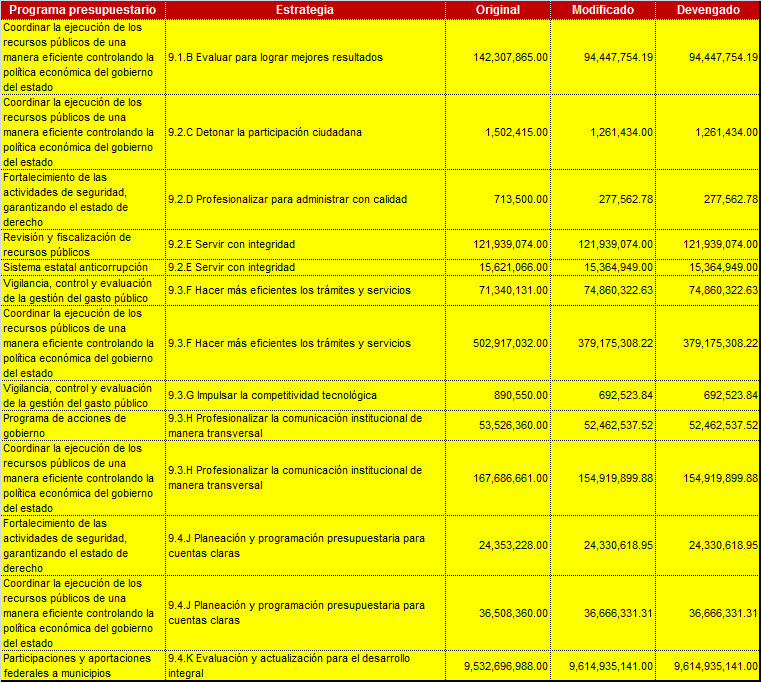 Programa presupuestario Estrategia Original Modificado Devengado
Coordinar la ejecución de los
recursos públicos de una
manera eficiente controlando la
política económica del gobierno
del estado
9.1.B Evaluar para lograr mejores resultados 142,307,865.00 94,447,754.19 94,447,754.19
Coordinar la ejecución de los
recursos públicos de una
manera eficiente controlando la
política económica del gobierno
del estado
9.2.C Detonar la participación ciudadana 1,502,415.00 1,261,434.00 1,261,434.00
Fortalecimiento de las
actividades de seguridad,
garantizando el estado de
derecho
9.2.D Profesionalizar para administrar con calidad 713,500.00 277,562.78 277,562.78
Revisión y fiscalización de
recursos públicos
9.2.E Servir con integridad 121,939,074.00 121,939,074.00 121,939,074.00
Sistema estatal anticorrupción 9.2.E Servir con integridad 15,621,066.00 15,364,949.00 15,364,949.00
Vigilancia, control y evaluación
de la gestión del gasto público
9.3.F Hacer más eficientes los trámites y servicios 71,340,131.00 74,860,322.63 74,860,322.63
Coordinar la ejecución de los
recursos públicos de una
manera eficiente controlando la
política económica del gobierno
del estado
9.3.F Hacer más eficientes los trámites y servicios 502,917,032.00 379,175,308.22 379,175,308.22
Vigilancia, control y evaluación
de la gestión del gasto público
9.3.G Impulsar la competitividad tecnológica 890,550.00 692,523.84 692,523.84
Programa de acciones de
gobierno
9.3.H Profesionalizar la comunicación institucional de
manera transversal
53,526,360.00 52,462,537.52 52,462,537.52
Coordinar la ejecución de los
recursos públicos de una
manera eficiente controlando la
política económica del gobierno
del estado
9.3.H Profesionalizar la comunicación institucional de
manera transversal
167,686,661.00 154,919,899.88 154,919,899.88
Fortalecimiento de las
actividades de seguridad,
garantizando el estado de
derecho
9.4.J Planeación y programación presupuestaria para
cuentas claras
24,353,228.00 24,330,618.95 24,330,618.95
Coordinar la ejecución de los
recursos públicos de una
manera eficiente controlando la
política económica del gobierno
del estado
9.4.J Planeación y programación presupuestaria para
cuentas claras
36,508,360.00 36,666,331.31 36,666,331.31
Participaciones y aportaciones
federales a municipios
9.4.K Evaluación y actualización para el desarrollo
integral
9,532,696,988.00 9,614,935,141.00 9,614,935,141.00